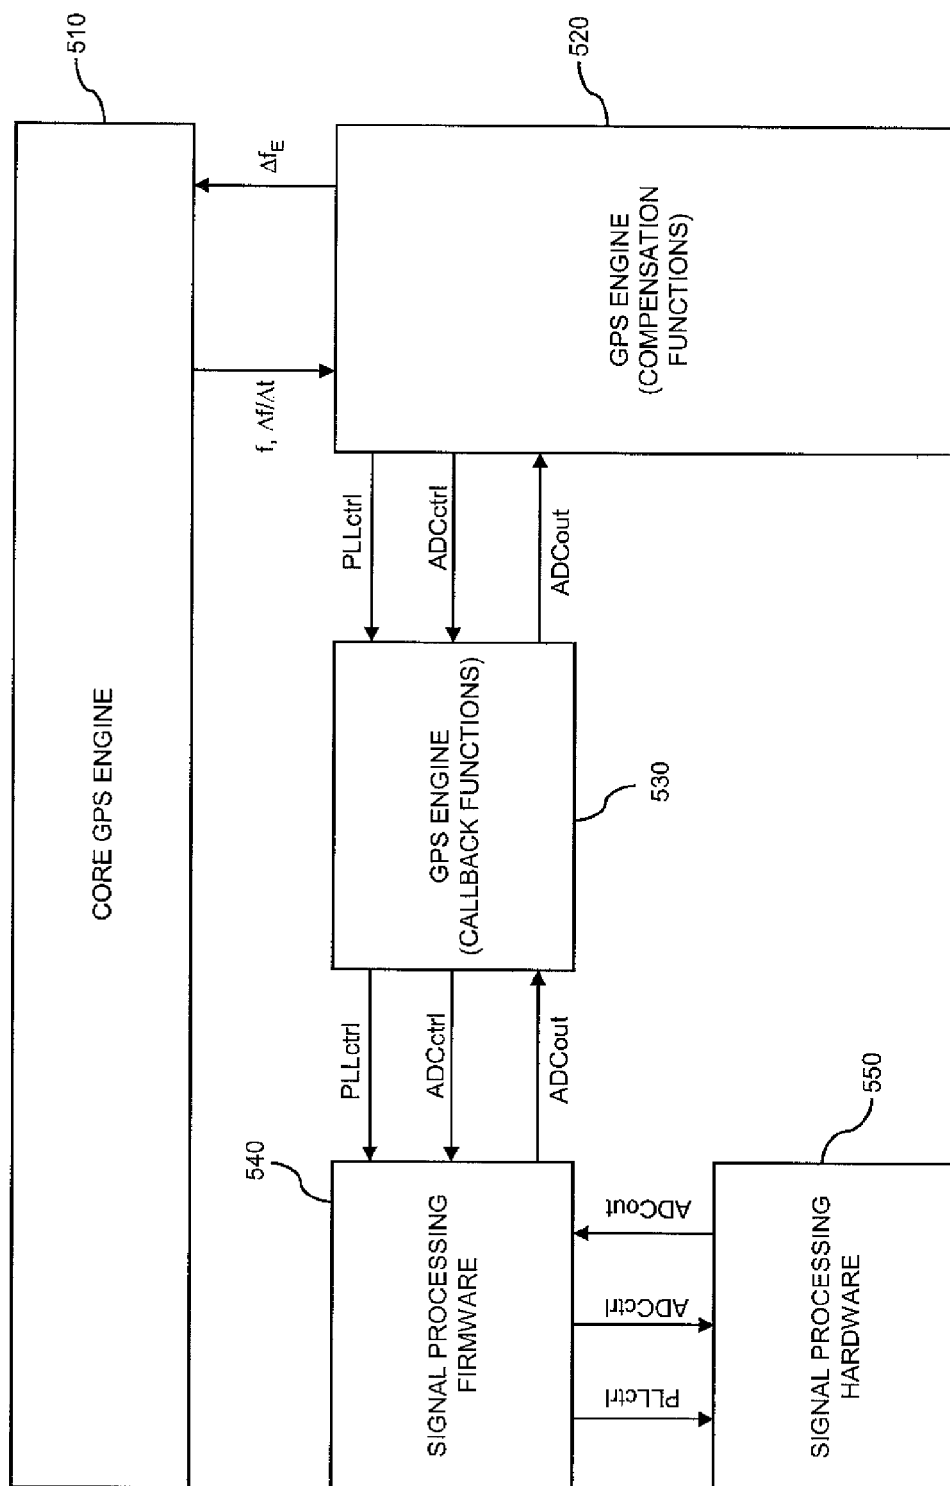 510
CORE GPS ENGINE
f, Δf/Δt
Δf_E
540
SIGNAL PROCESSING
FIRMWARE
PLLctrl
ADCctrl
ADCout
GPS ENGINE
(CALLBACK FUNCTIONS)
530
PLLctrl
ADCctrl
ADCout
GPS ENGINE
(COMPENSATION
FUNCTIONS)
520
PLLctrl
ADCctrl
ADCout
SIGNAL PROCESSING
HARDWARE
550